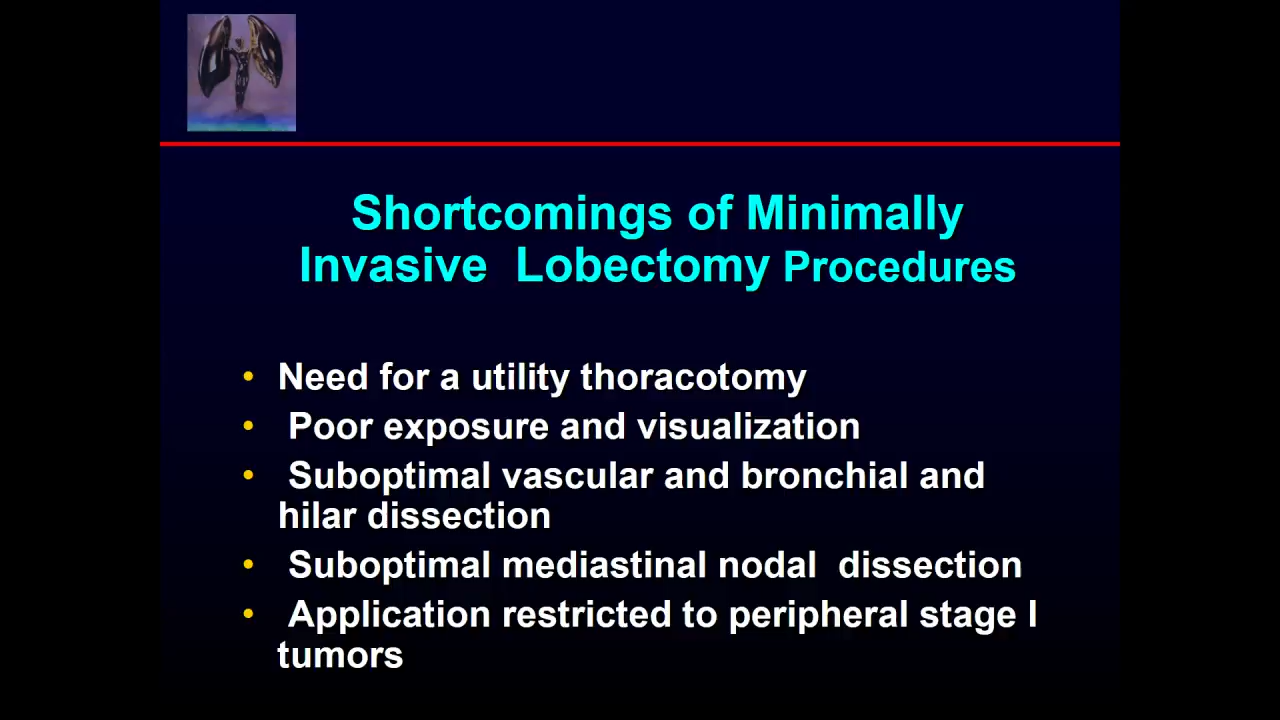 Shortcomings of Minimally
Invasive  Lobectomy Procedures
• Need for a utility thoracotomy
• Poor exposure and visualization
• Suboptimal vascular and bronchial and
hilar dissection
• Suboptimal mediastinal nodal  dissection
• Application restricted to peripheral stage I
tumors